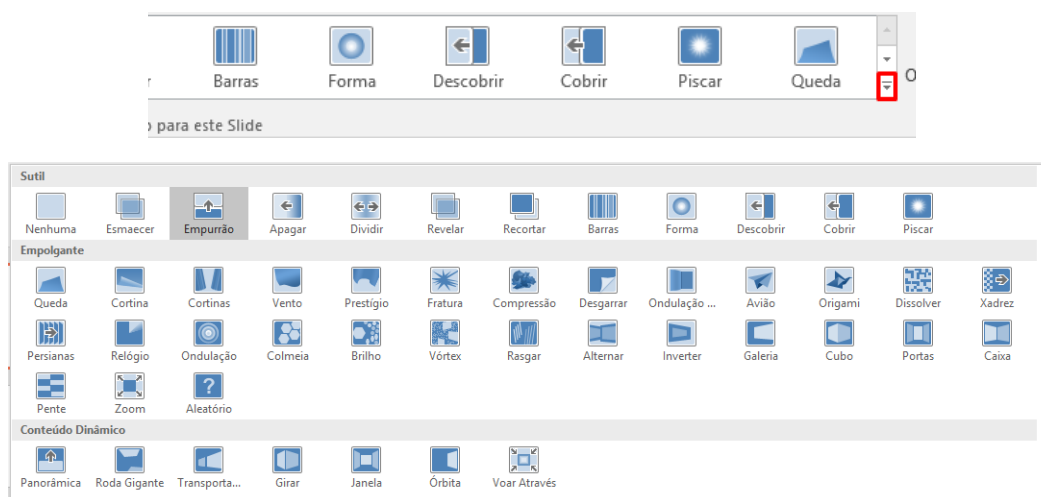 Barras Forma Descobrir Cobrir Piscar Queda
para este Slide
Sutil
Nenhuma Esmaecer Empurrão Apagar Dividir Revelar Recortar Barras Forma Descobrir Cobrir Piscar
Empolgante
Queda Cortina Cortinas Vento Prestígio Fratura Compressão Desgarrar Ondulação ... Avião Origami Dissolver Xadrez
Persianas Relógio Ondulação Colmeia Brilho Vórtex Rasgar Alternar Inverter Galeria Cubo Portas Caixa
Pente Zoom Aleatório
Conteúdo Dinâmico
Panorâmica Roda Gigante Transporta... Girar Janela Órbita Voar Através